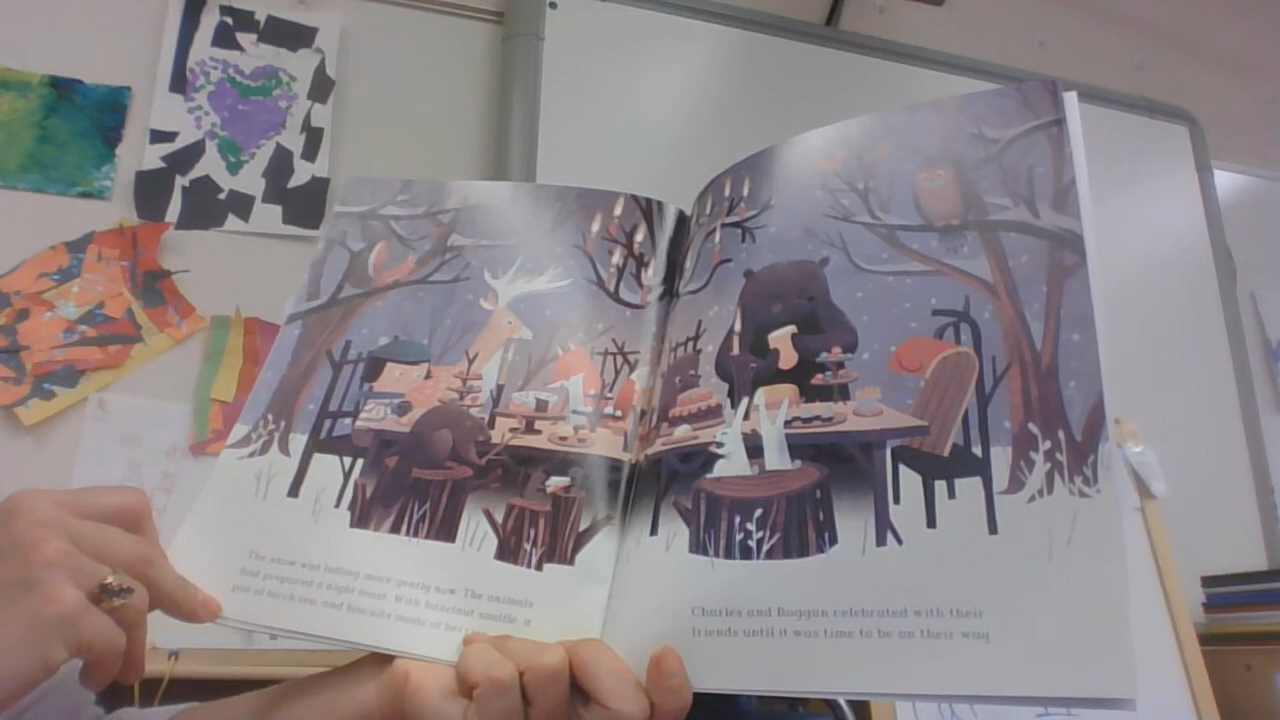 The snow was falling more gently now. The animals
had prepared a night feast. With hazelnut soufflé, a
pot of birch tea, and biscuits made of
Charles and Buggan celebrated with their
friends until it was time to be on their way